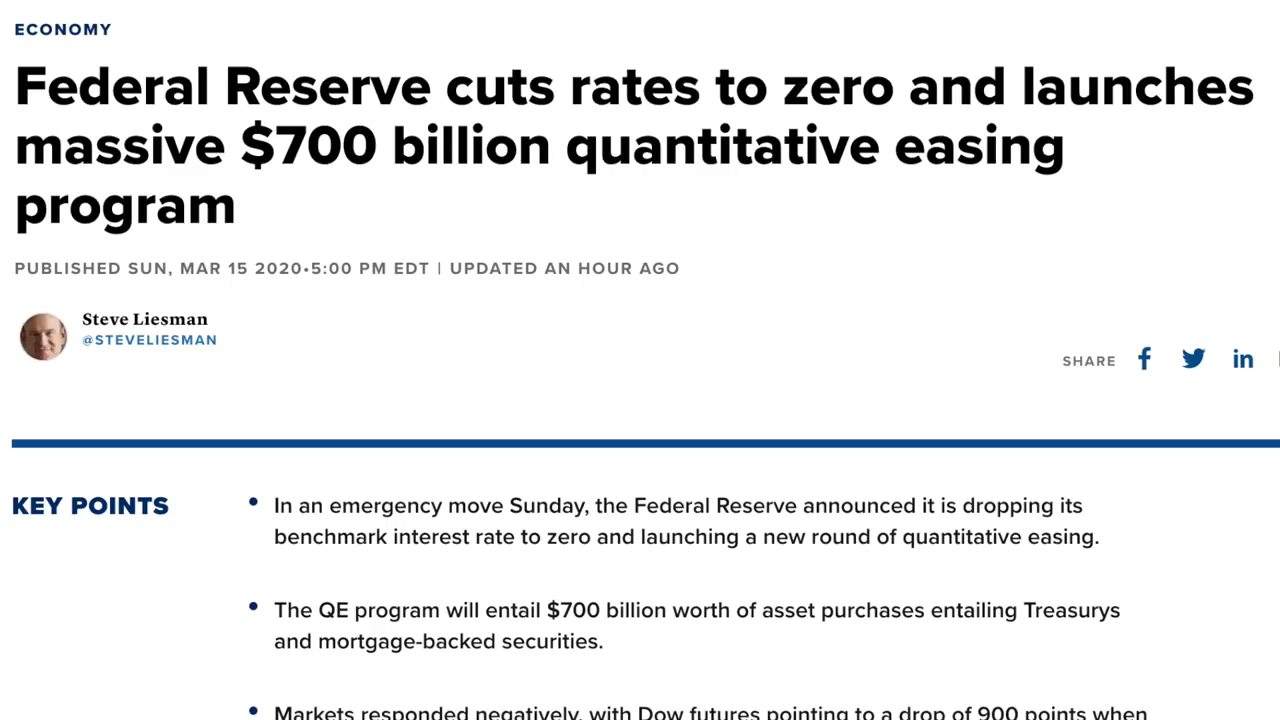 ECONOMY
Federal Reserve cuts rates to zero and launches
massive $700 billion quantitative easing
program
PUBLISHED SUN, MAR 15 2020•5:00 PM EDT | UPDATED AN HOUR AGO
Steve Liesman
@STEVELIESMAN
SHARE f in
KEY POINTS
• In an emergency move Sunday, the Federal Reserve announced it is dropping its
benchmark interest rate to zero and launching a new round of quantitative easing.
• The QE program will entail $700 billion worth of asset purchases entailing Treasurys
and mortgage-backed securities.
• Markets responded negatively, with Dow futures pointing to a drop of 900 points when